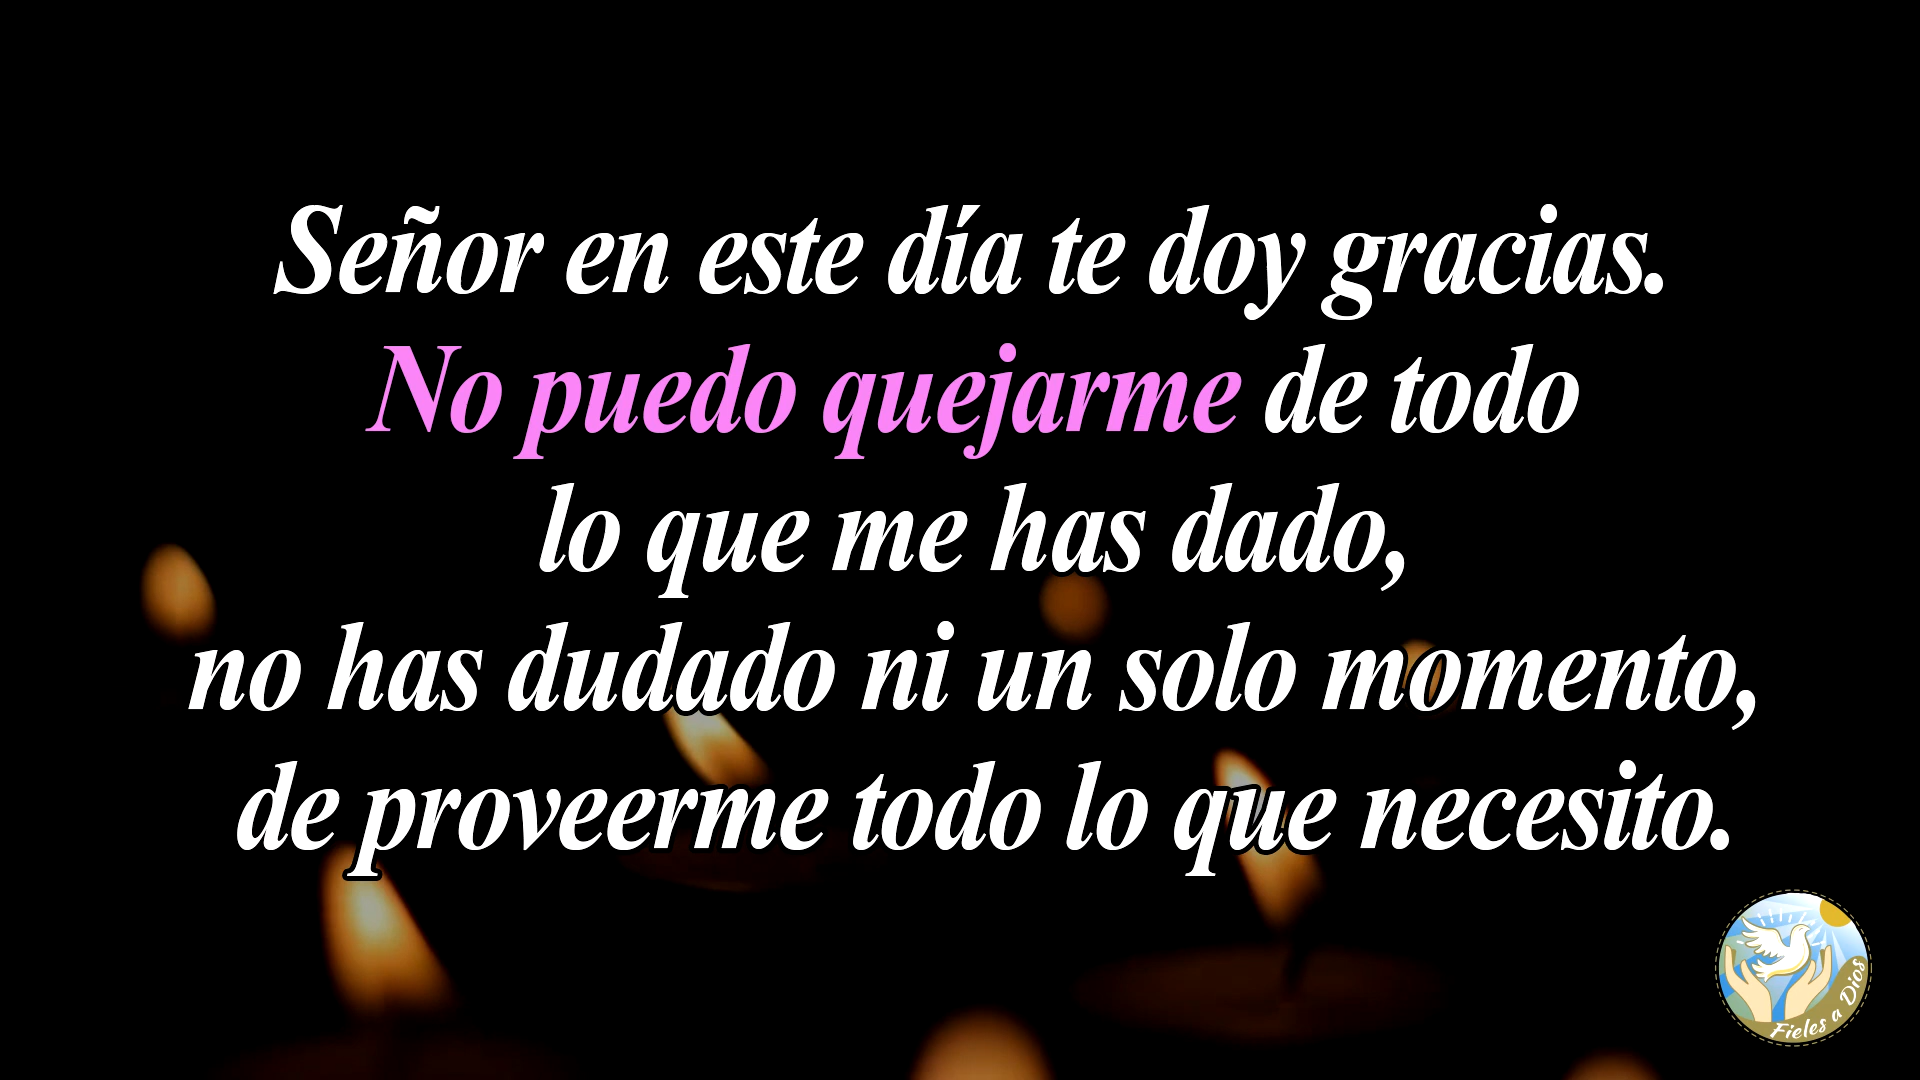 Señor en este día te doy gracias.
No puedo quejarme de todo
lo que me has dado,
no has dudado ni un solo momento,
de proveerme todo lo que necesito.
Fieles a Dios